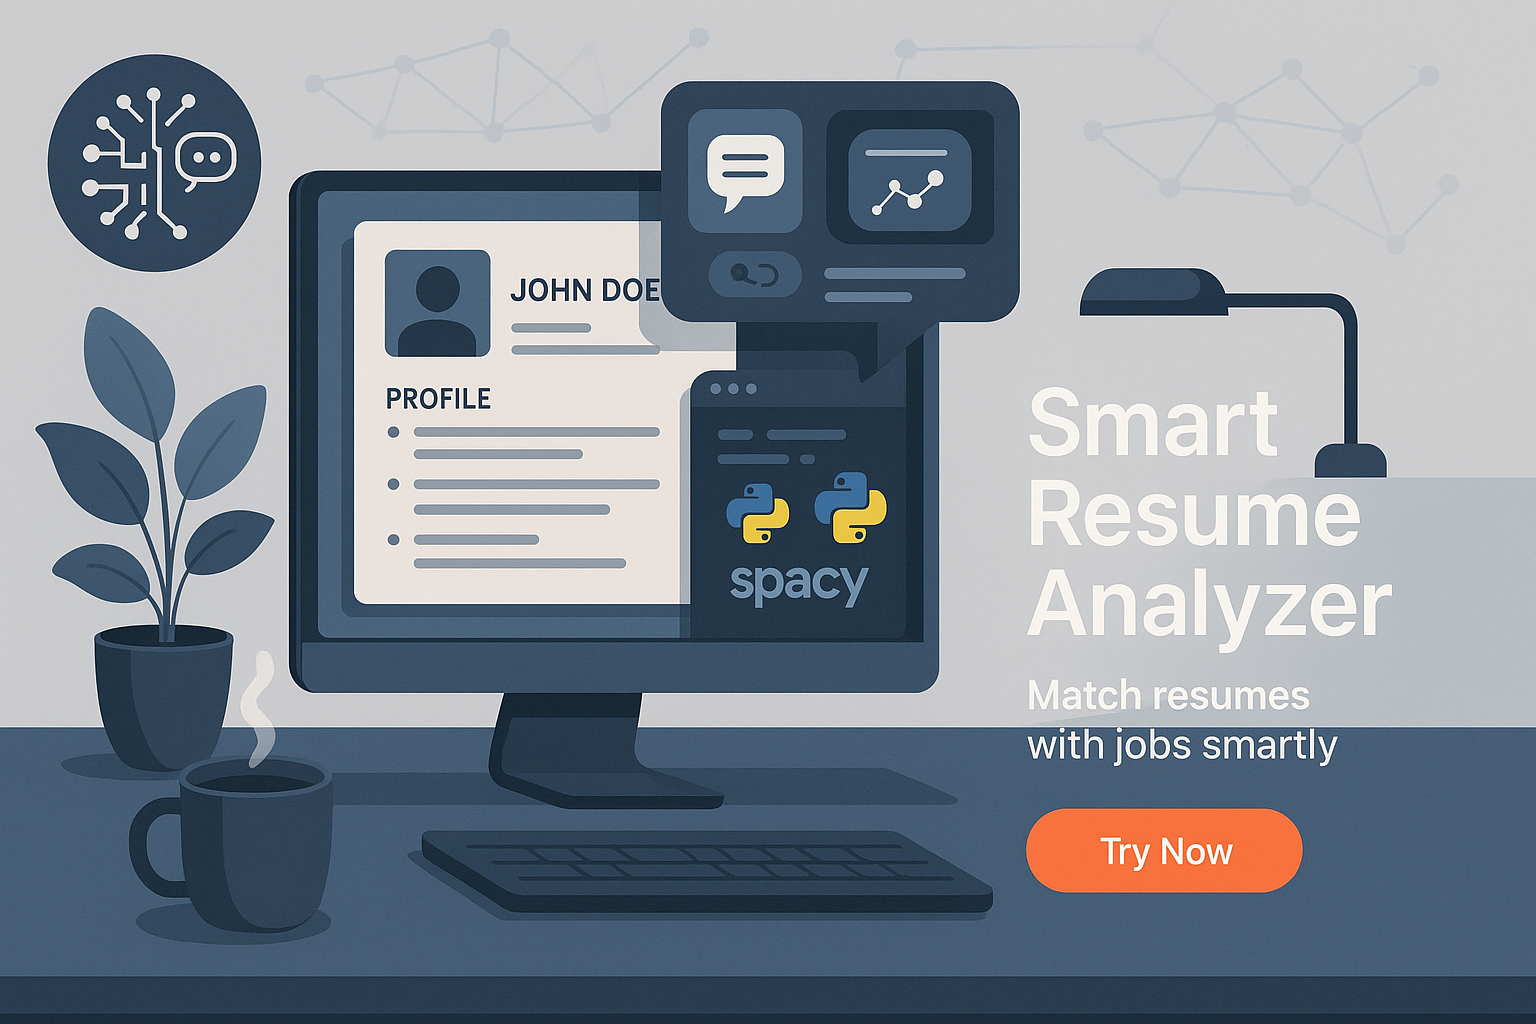 JOHN DOE
PROFILE
spacy
Smart
Resume
Analyzer
Match resumes
with jobs smartly
Try Now